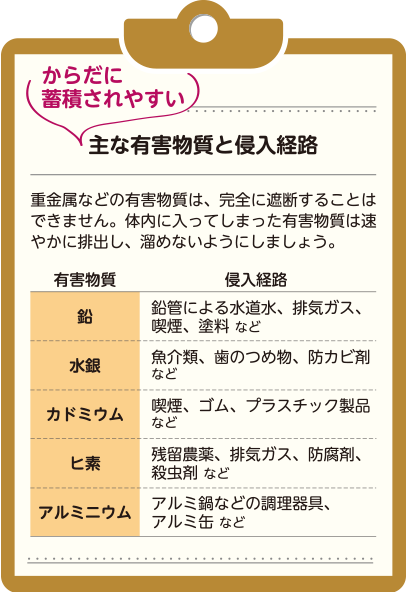 からだに
蓄積されやすい
主な有害物質と侵入経路
重金属などの有害物質は、完全に遮断することは
できません。体内に入ってしまった有害物質は速
やかに排出し、溜めないようにしましょう。
有害物質 侵入経路
鉛 鉛管による水道水、排気ガス、
喫煙、塗料 など
水銀 魚介類、歯のつめ物、防カビ剤
など
カドミウム 喫煙、ゴム、プラスチック製品
など
ヒ素 残留農薬、排気ガス、防腐剤、
殺虫剤 など
アルミニウム アルミ鍋などの調理器具、
アルミ缶 など